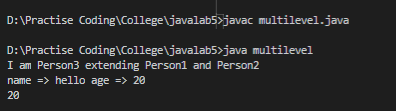 D:\Practise Coding\College\javalab5>javac multilevel.java
D:\Practise Coding\College\javalab5>java multilevel
I am Person3 extending Person1 and Person2
name => hello age => 20
20